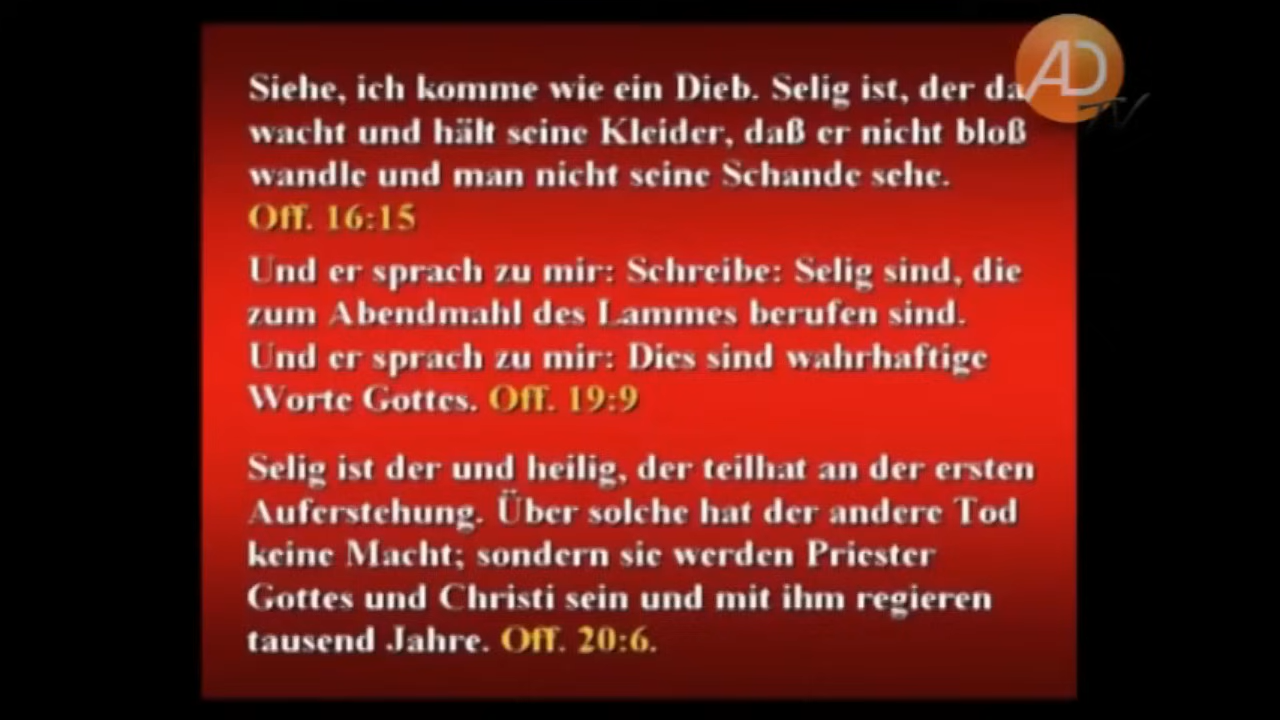 Siehe, ich komme wie ein Dieb. Selig ist, der da
wacht und hält seine Kleider, daß er nicht bloß
wandle und man nicht seine Schande sehe.
Off. 16:15
Und er sprach zu mir: Schreibe: Selig sind, die
zum Abendmahl des Lammes berufen sind.
Und er sprach zu mir: Dies sind wahrhaftige
Worte Gottes. Off. 19:9
Selig ist der und heilig, der teilhat an der ersten
Auferstehung. Über solche hat der andere Tod
keine Macht; sondern sie werden Priester
Gottes und Christi sein und mit ihm regieren
tausend Jahre. Off. 20:6.
AD
TV